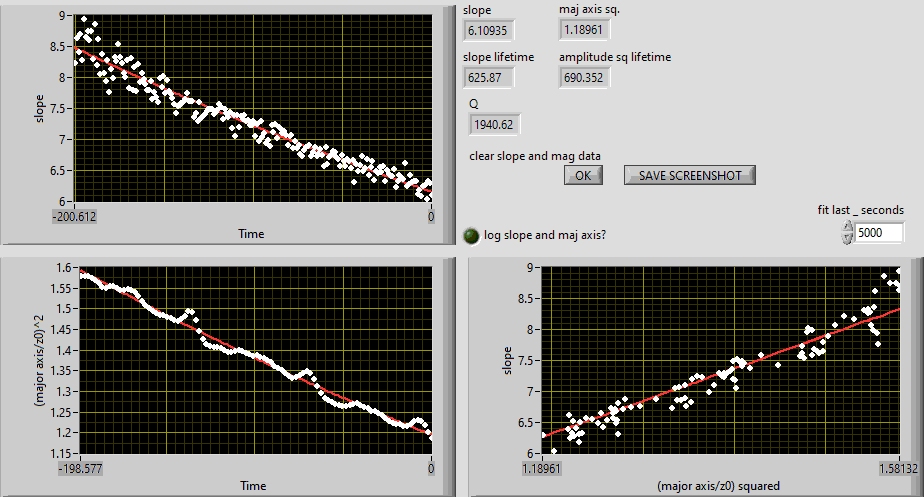 9
8.5
8
7.5
7
6.5
6
slope
-200.612
0
Time
slope
maj axis sq.
6.10935
1.18961
slope lifetime
amplitude sq lifetime
625.87
690.352
Q
1940.62
clear slope and mag data
OK
SAVE SCREENSHOT
fit last _ seconds
log slope and maj axis?
5000
1.6
1.55
1.5
1.45
1.4
1.35
1.3
1.25
1.2
1.15
(major axis/z0))^2
-198.577
0
Time
9
8.5
8
7.5
7
6.5
6
slope
1.18961
1.58132
(major axis/z0) squared